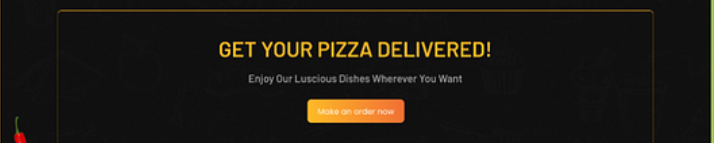 GET YOUR PIZZA DELIVERED!
Enjoy Our Luscious Dishes Wherever You Want
Make an order now